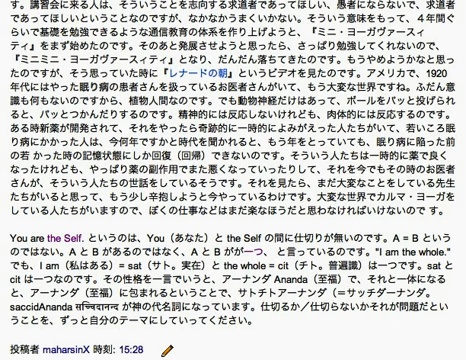 す。講習会に来る人は、そういうことを志向する求道者であってほしい、愚者にならないで、求道者
であってほしいということなのですが、なかなかうまくいかない。そういう意味をもって、４年間ぐ
らいで基礎を勉強できるような通信教育の体系を作り上げようと、『ミニ・ヨーガヴァースィ
ティ』をまず始めたのです。そのあと発展させようと思ったら、さっぱり勉強してくれないので、
『ミニミニ・ヨーガヴァースィティ』となり、だんだん落ちてきたのです。もうやめようかなと思っ
たのですが、そう思っていた時に『レナードの朝』というビデオを見たのです。アメリカで、1920
年代にはやった眠り病の患者さんを扱っているお医者さんがいて、もう大変な世界ですね。ふだん意
識も何もないのですから、植物人間なのです。でも動物神経だけはあって、ボールをパッと投げられ
ると、パッとつかんだりするのです。精神的には反応しないけれども、肉体的には反応するのです。
ある時新薬が開発されて、それをやったら奇跡的に一時的によみがえった人たちがいて、若いころ眠
り病にかかった人は、今何年ですかと時代を聞かれると、もう年をとっていても、眠り病に陥った前
の若 かった時の記憶状態にしか回復（回帰）できないのです。そういう人たちは一時的に薬で良く
なったけれども、やっぱり薬の副作用でまた悪くなっていったりして、それを今でもその時のお医者
さんが、そういう人たちの世話をしているそうです。それを見たら、まだ大変なことをしている先生
たちがいると思って、もう少し辛抱しようと今やっているわけです。大変な世界でカルマ・ヨーガを
している人たちがいますので、ぼくの仕事などはまだ楽なほうだと思わなければいけないので す。
You are the Self. というのは、You（あなた）と the Self の間に仕切りが無いのです。A = B という
のではない。A と B があるのではなく、A と B が一つ、 と言っているのです。"I am the whole."
でも、I am（私はある）= sat（サト。実在）と the whole = cit（チト。普遍識）は一つです。sat と
cit は一つなのです。その性格を一言でいうと、アーナンダ Ananda（至福）で、それと一体になる
と、アーナンダ（至福）に包まれるということで、サトチトアーナンダ（＝サッチダーナンダ。
saccidAnanda सच्चिदानन्द が神の代名詞になっています。仕切るか／仕切らないかそれが問題だとい
うことを、ずっと自分のテーマにしていってください。
投稿者 maharsinX 時刻: 15:28